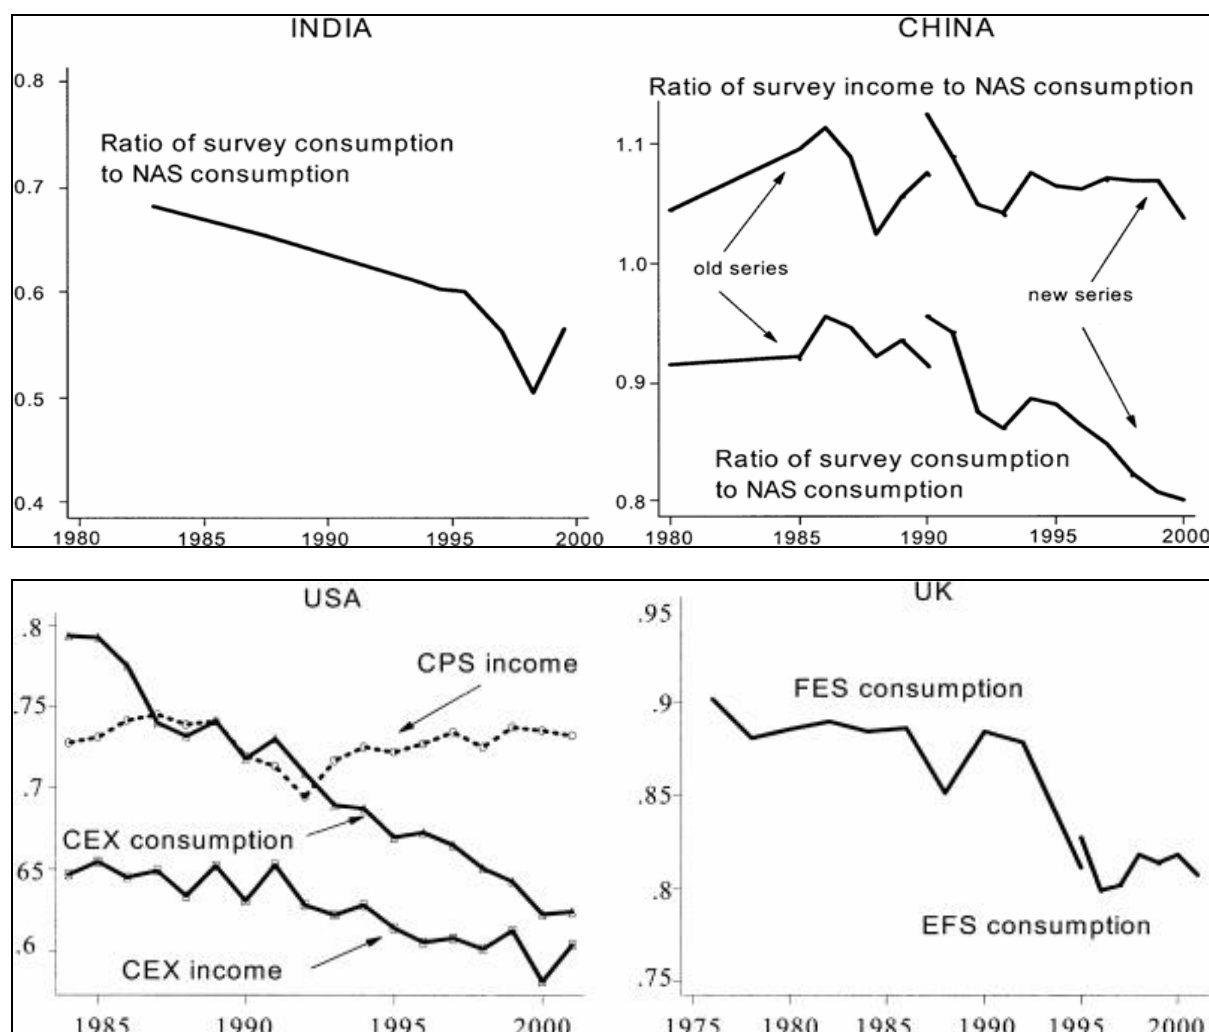 INDIA
0.8
0.7
0.6
0.5
0.4
Ratio of survey consumption
to NAS consumption
1980 1985 1990 1995 2000
CHINA
Ratio of survey income to NAS consumption
1.1
1.0
0.9
0.8
old series
new series
Ratio of survey consumption
to NAS consumption
1980 1985 1990 1995 2000
USA
.8
.75
.7
65
.6
CPS income
CEX consumption
CEX income
1985 1990 1995 2000
UK
.95
.9
.85
.8
.75
FES consumption
EFS consumption
1975 1980 1985 1990 1995 2000